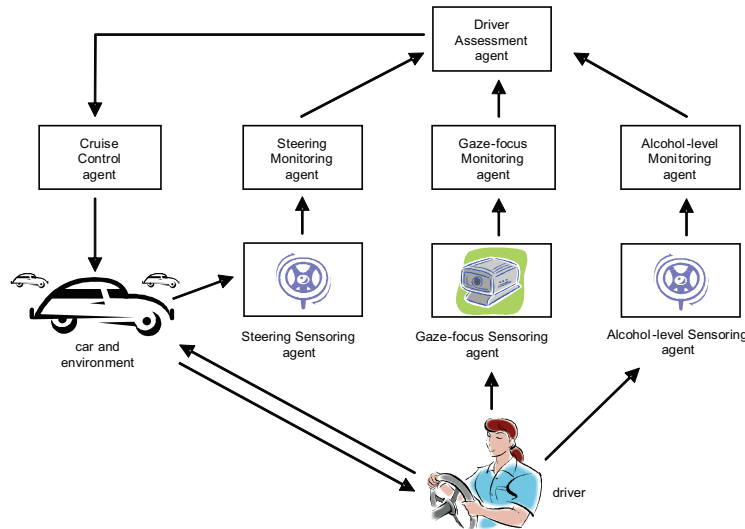 Driver
Assessment
agent
Cruise
Control
agent
Steering
Monitoring
agent
Gaze-focus
Monitoring
agent
Alcohol-level
Monitoring
agent
car and
environment
Steering Sensoring
agent
Gaze-focus Sensoring
agent
Alcohol-level Sensoring
agent
driver